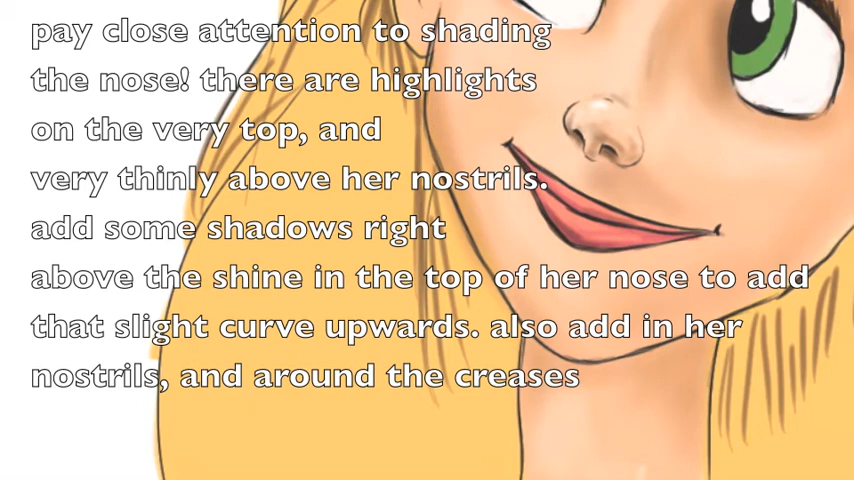 pay close attention to shading
the nose! there are highlights
on the very top, and
very thinly above her nostrils.
add some shadows right
above the shine in the top of her nose to add
that slight curve upwards. also add in her
nostrils, and around the creases